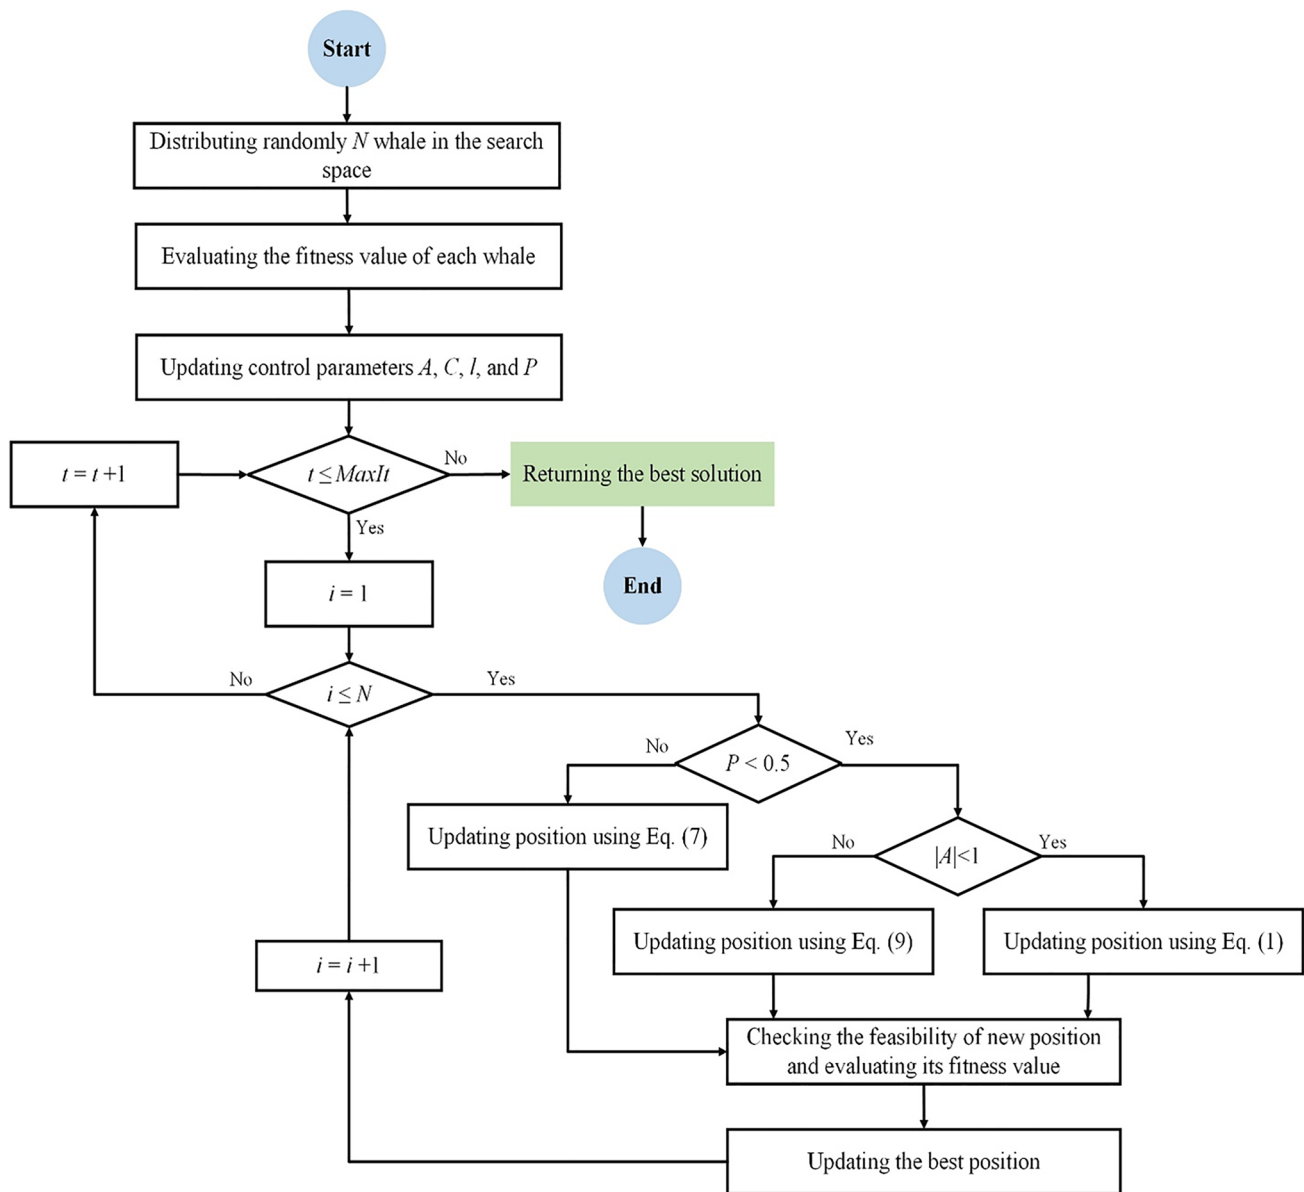 Start
Distributing randomly N whale in the search
space
Evaluating the fitness value of each whale
Updating control parameters A, C, l, and P
t = t +1
t ≤ MaxIt
No
Returning the best solution
Yes
End
i = 1
No
i ≤ N
Yes
No
P < 0.5
Yes
Updating position using Eq. (7)
No
|A|<1
Yes
Updating position using Eq. (9)
Updating position using Eq. (1)
i = i +1
Checking the feasibility of new position
and evaluating its fitness value
Updating the best position